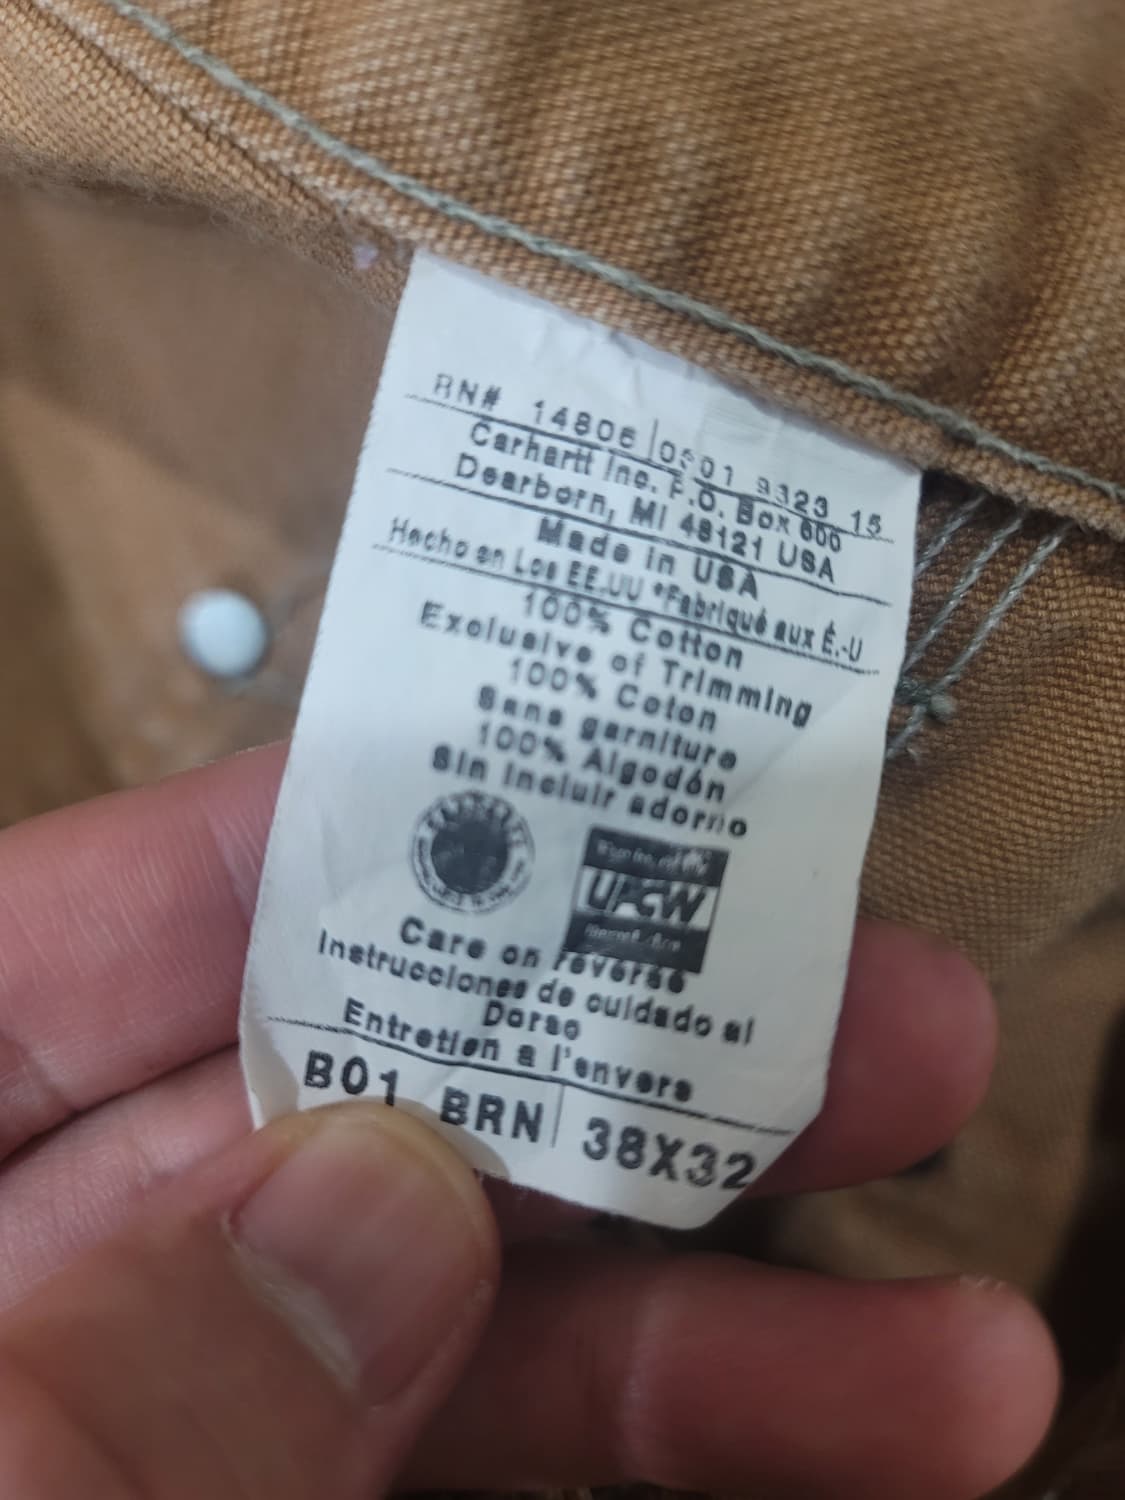 RN# 14806 0501 9323 15
Carhartt Inc. P.O. Box 600
Dearborn, MI 48121 USA
Made in USA
Hecho en Los EE.UU *Fabriqué aux É.-U
100% Cotton
Exclusive of Trimming
100% Coton
Sans garniture
100% Algodón
Sin Incluir adorno
UFCW
Care on reverse
Instrucciones de cuidado al
Dorso
Entretien a l'envers
B01 BRN 38X32